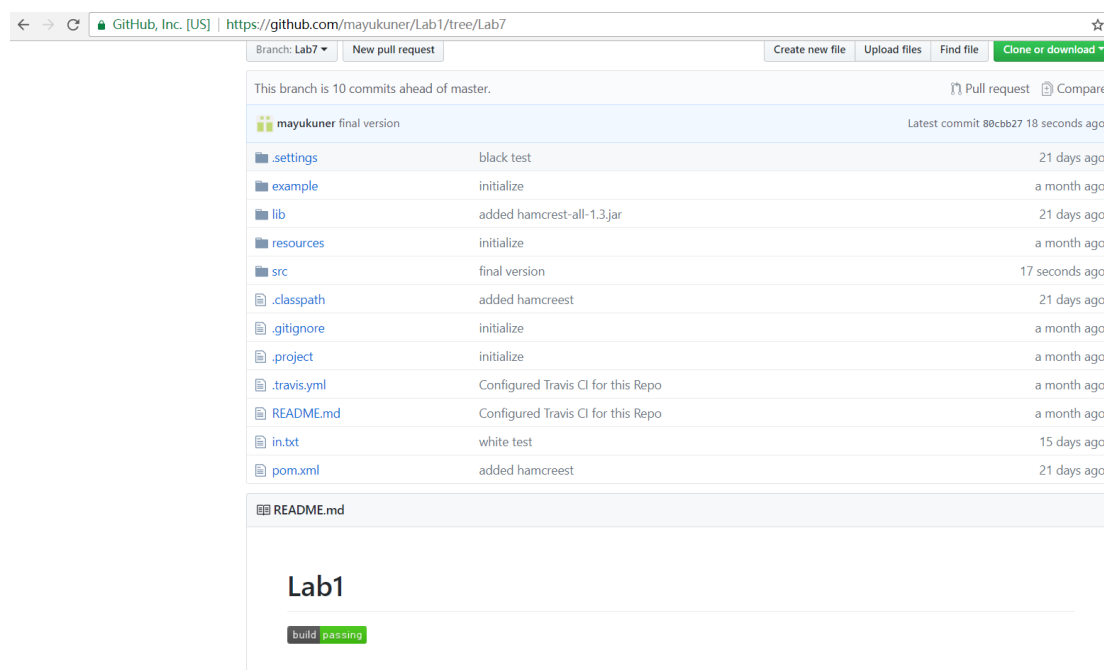 GitHub, Inc. [US] | https://github.com/mayukuner/Lab1/tree/Lab7
Branch: Lab7 New pull request Create new file Upload files Find file Clone or download
This branch is 10 commits ahead of master. Pull request Compare
mayukuner final version Latest commit 80cbb27 18 seconds ago
.settings black test 21 days ago
example initialize a month ago
lib added hamcrest-all-1.3.jar 21 days ago
resources initialize a month ago
src final version 17 seconds ago
.classpath added hamcreest 21 days ago
.gitignore initialize a month ago
.project initialize a month ago
.travis.yml Configured Travis CI for this Repo a month ago
README.md Configured Travis CI for this Repo a month ago
in.txt white test 15 days ago
pom.xml added hamcreest 21 days ago
README.md
Lab1
build passing